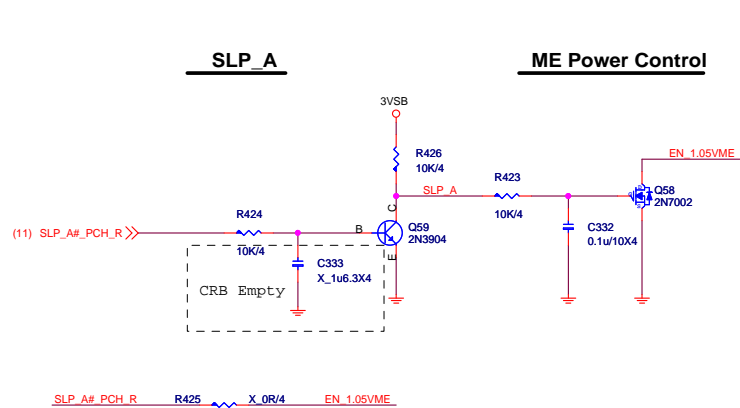 SLP_A
ME Power Control
3VSB
R426
10K/4
EN_1.05VME
R423
SLP_A
10K/4
Q58
2N7002
C
R424
(11) SLP_A#_PCH_R
B
Q59
2N3904
C332
0.1u/10X4
10K/4
E
C333
X_1u6.3X4
CRB Empty
SLP_A#_PCH_R
R425
X_0R/4
EN_1.05VME